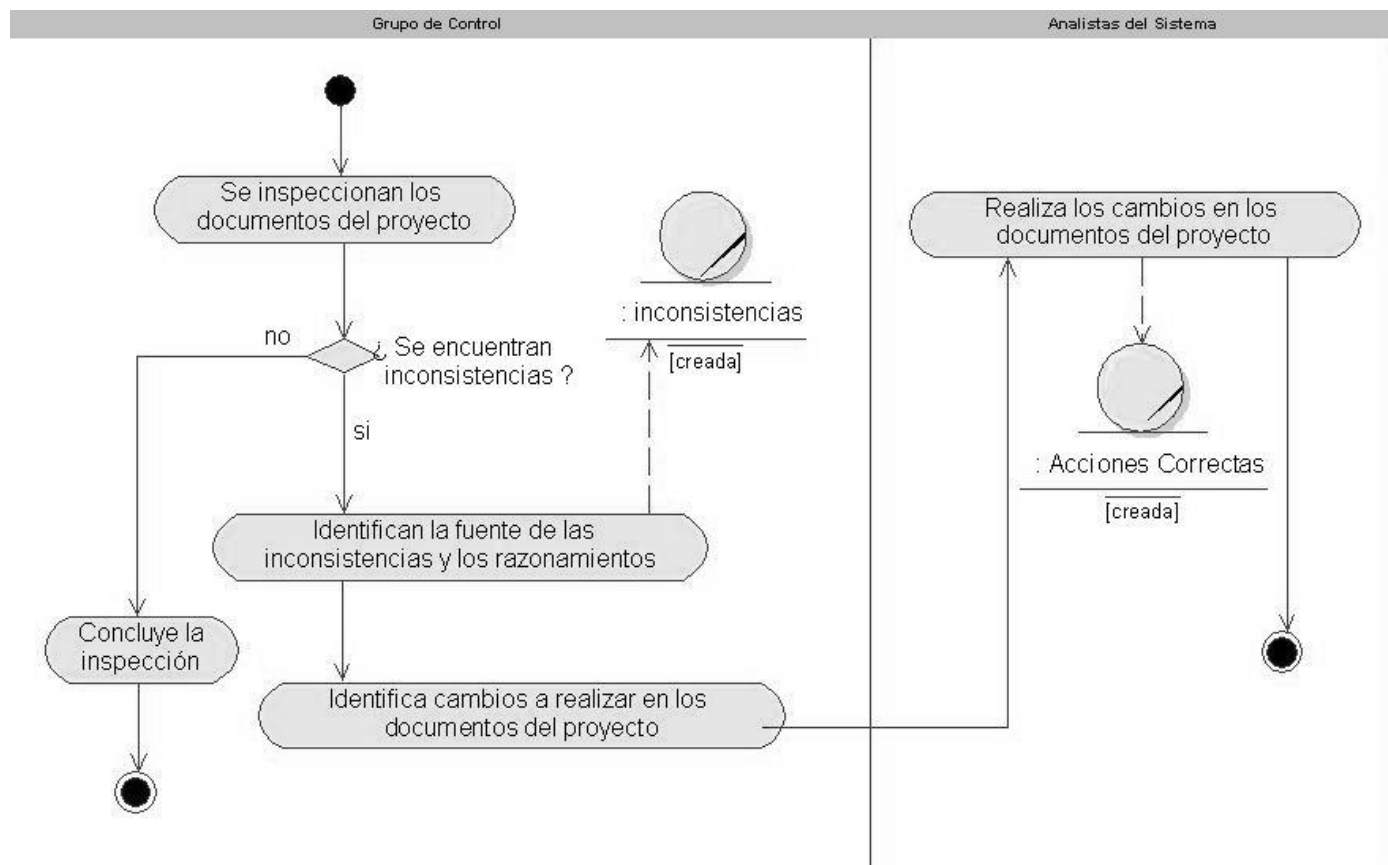 Grupo de Control
Analistas del Sistema
Se inspeccionan los
documentos del proyecto
no
¿ Se encuentran
inconsistencias ?
si
: inconsistencias
[creada]
Identifican la fuente de las
inconsistencias y los razonamientos
Concluye la
inspección
Identifica cambios a realizar en los
documentos del proyecto
Realiza los cambios en los
documentos del proyecto
: Acciones Correctas
[creada]